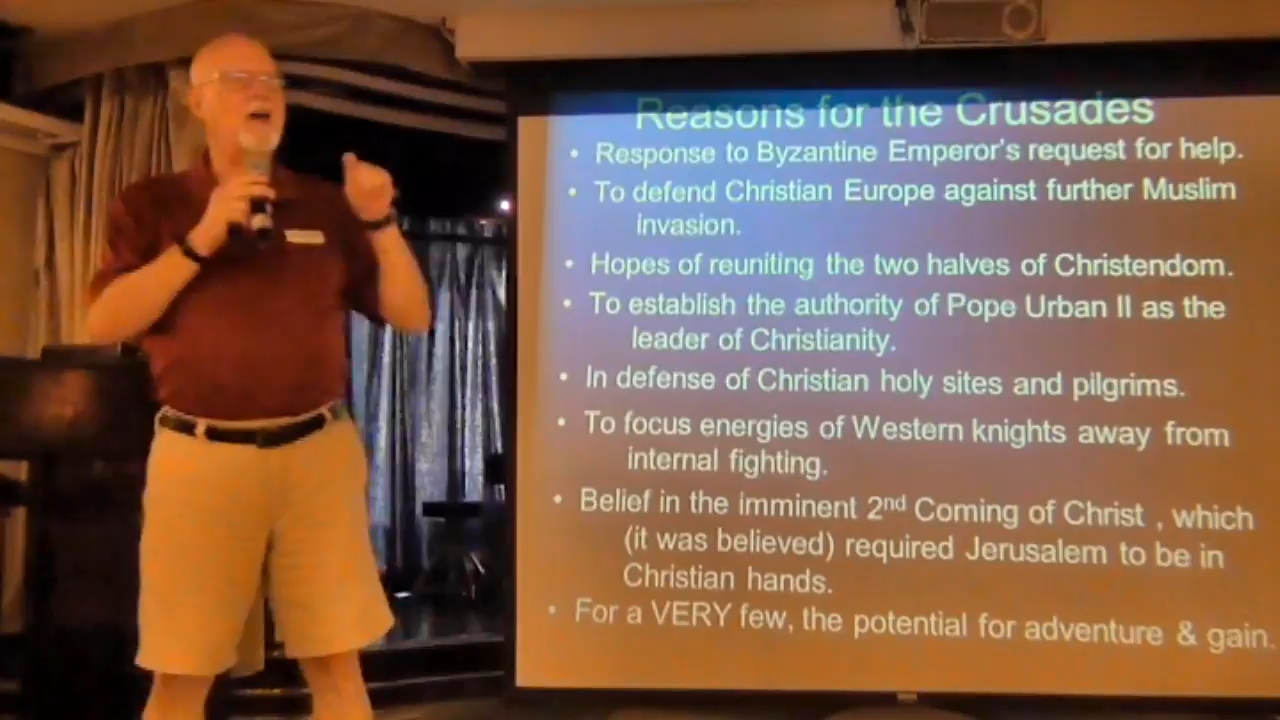 Reasons for the Crusades
• Response to Byzantine Emperor's request for help.
• To defend Christian Europe against further Muslim
invasion.
• Hopes of reuniting the two halves of Christendom.
• To establish the authority of Pope Urban II as the
leader of Christianity.
• In defense of Christian holy sites and pilgrims.
• To focus energies of Western knights away from
internal fighting.
• Belief in the imminent 2nd Coming of Christ , which
(it was believed) required Jerusalem to be in
Christian hands.
• For a VERY few, the potential for adventure & gain.